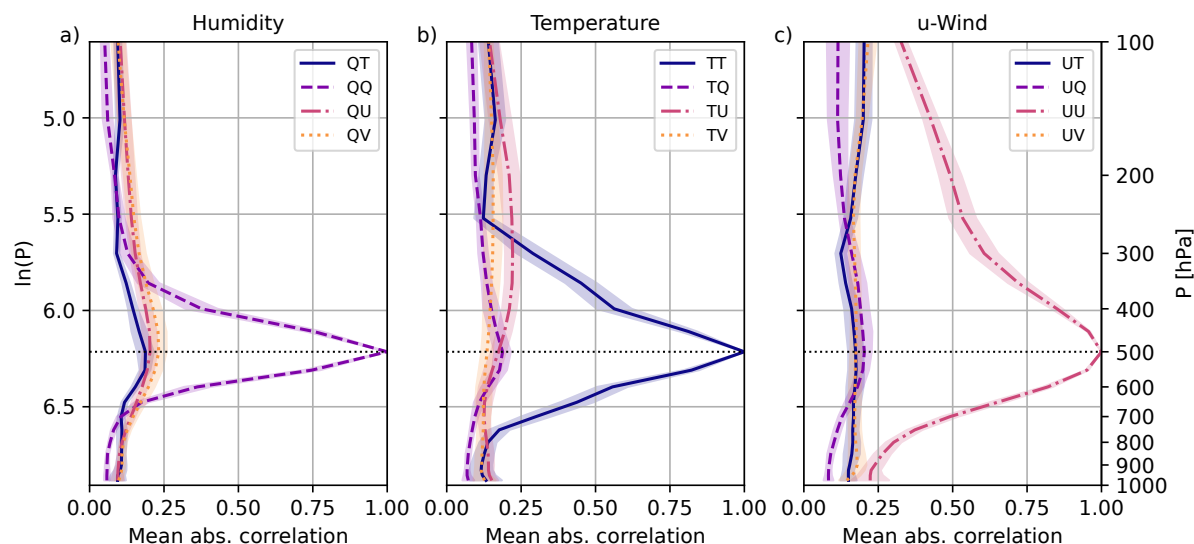 Humidity
Temperature
u-Wind
a)
b)
c)
QT
QQ
QU
QV
TT
TQ
TU
TV
UT
UQ
UU
UV
ln(P)
5.0
5.5
6.0
6.5
P [hPa]
100
200
300
400
500
600
700
800
900
1000
0.00
0.25
0.50
0.75
1.00
0.00
0.25
0.50
0.75
1.00
0.00
0.25
0.50
0.75
1.00
Mean abs. correlation
Mean abs. correlation
Mean abs. correlation